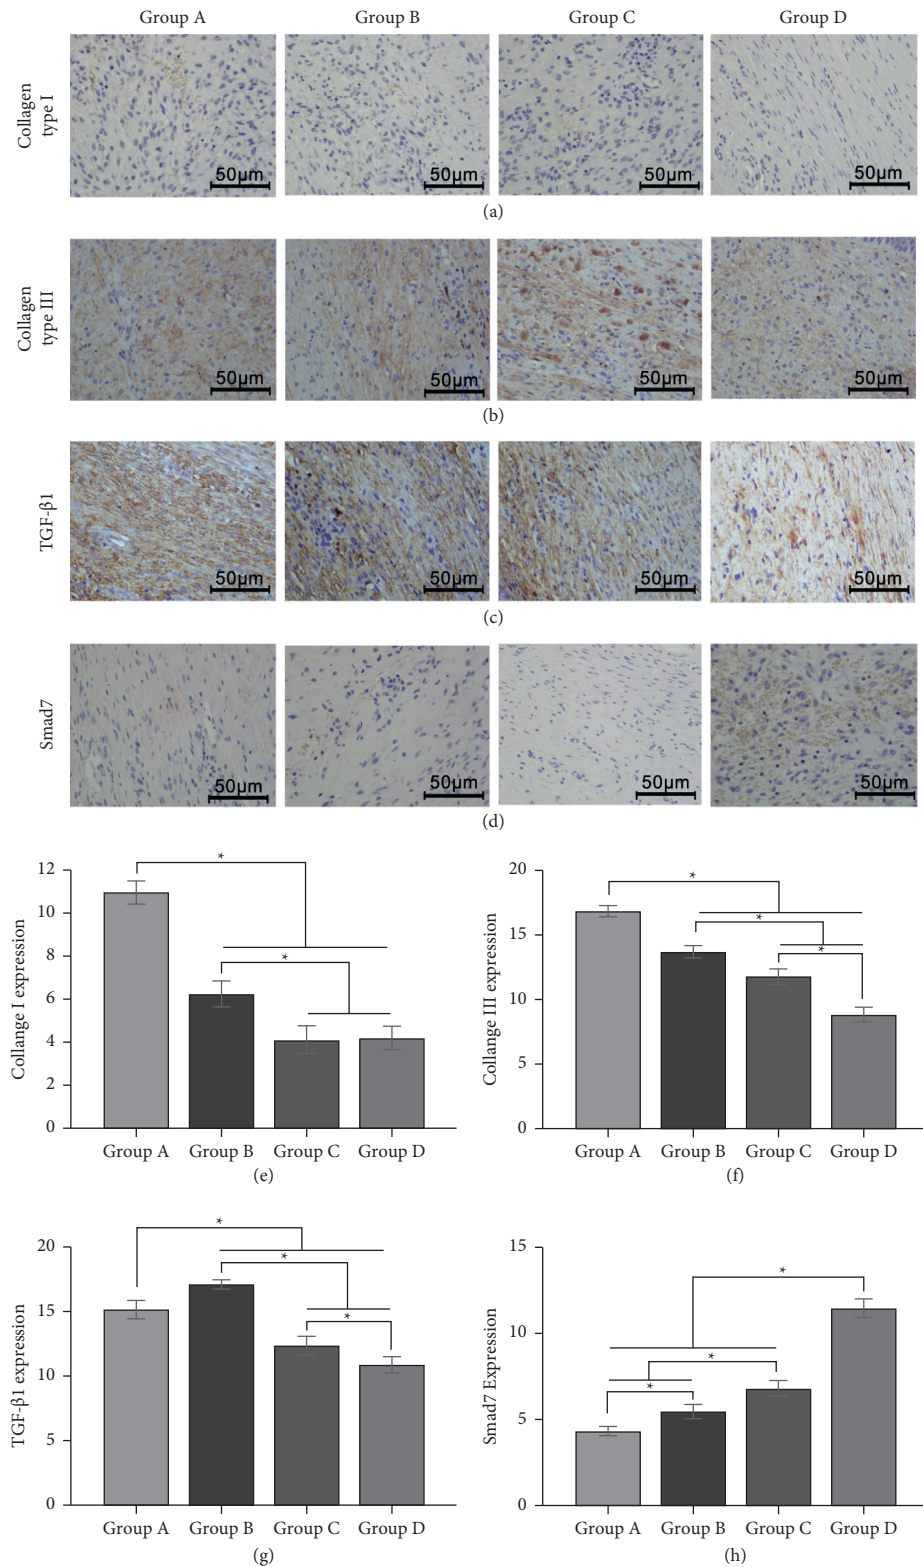 Group A Group B Group C Group D
Collagen
type I
50μm 50μm 50μm 50μm
(a)
Collagen
type III
50μm 50μm 50μm 50μm
(b)
TGF-β1
50μm 50μm 50μm 50μm
(c)
Smad7
50μm 50μm 50μm 50μm
(d)
Collange I expression
12
10
8
6
4
2
0
*
*
Group A Group B Group C Group D
(e)
Collange III expression
20
15
10
5
0
*
*
*
Group A Group B Group C Group D
(f)
TGF-β1 expression
20
15
10
5
0
*
*
*
Group A Group B Group C Group D
(g)
Smad7 Expression
15
10
5
0
*
*
*
Group A Group B Group C Group D
(h)